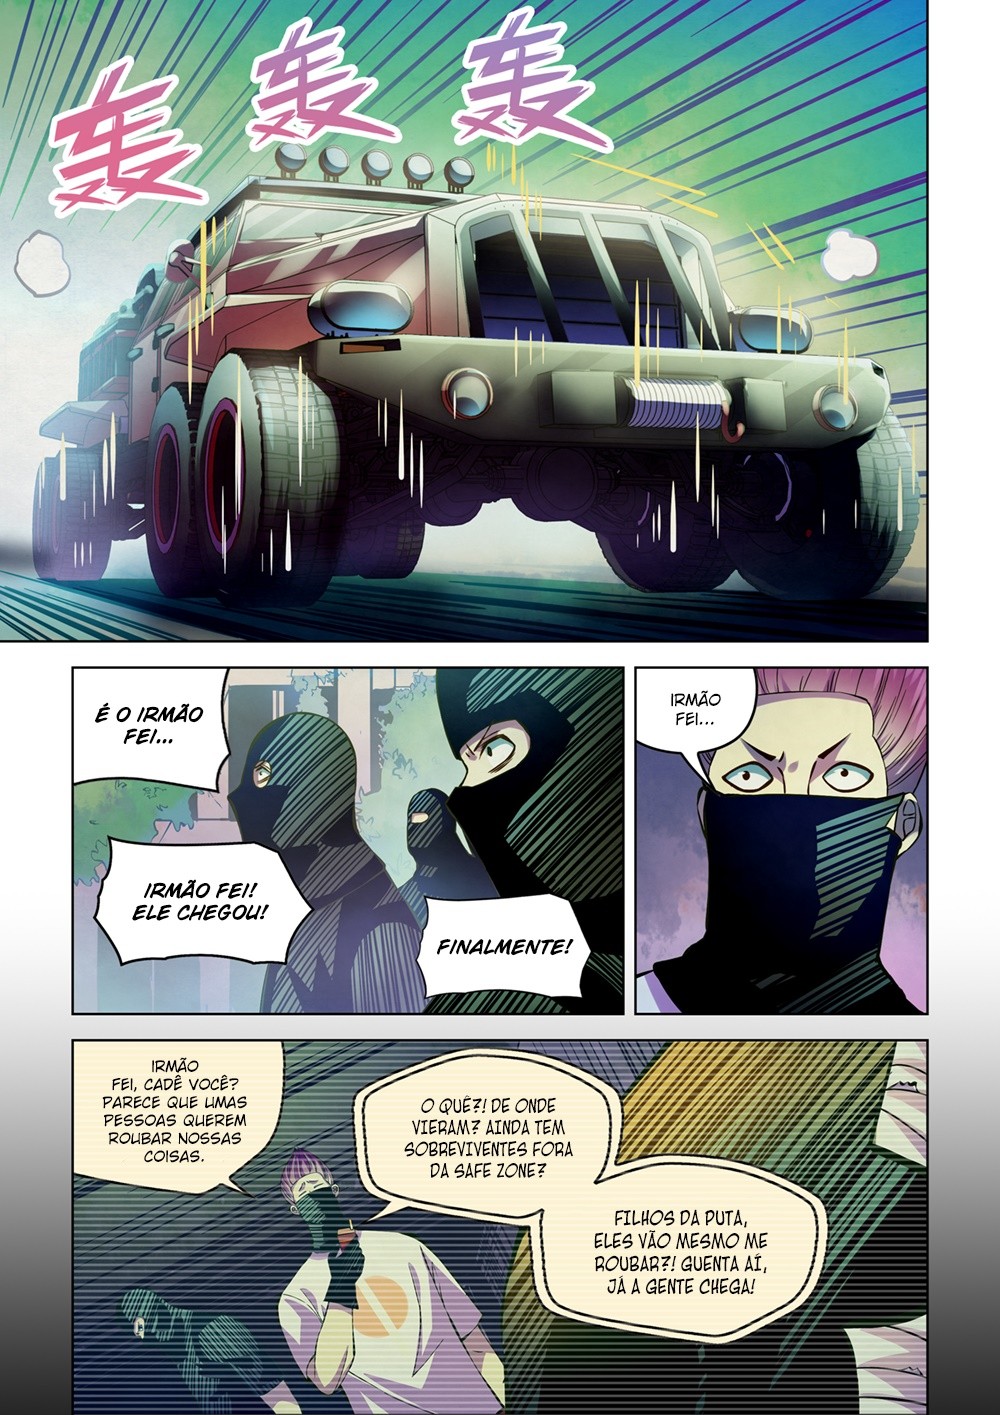 轰 轰 轰
É O IRMÃO
FEI...
IRMÃO FEI!
ELE CHEGOU!
FINALMENTE!
IRMÃO
FEI...
IRMÃO
FEI, CADÊ VOCÊ?
PARECE QUE UMAS
PESSOAS QUEREM
ROUBAR NOSSAS
COISAS.
O QUÊ?! DE ONDE
VIERAM? AINDA TEM
SOBREVIVENTES FORA
DA SAFE ZONE?
FILHOS DA PUTA,
ELES VÃO MESMO ME
ROUBAR?! GUENTA AÍ,
JÁ A GENTE CHEGA!